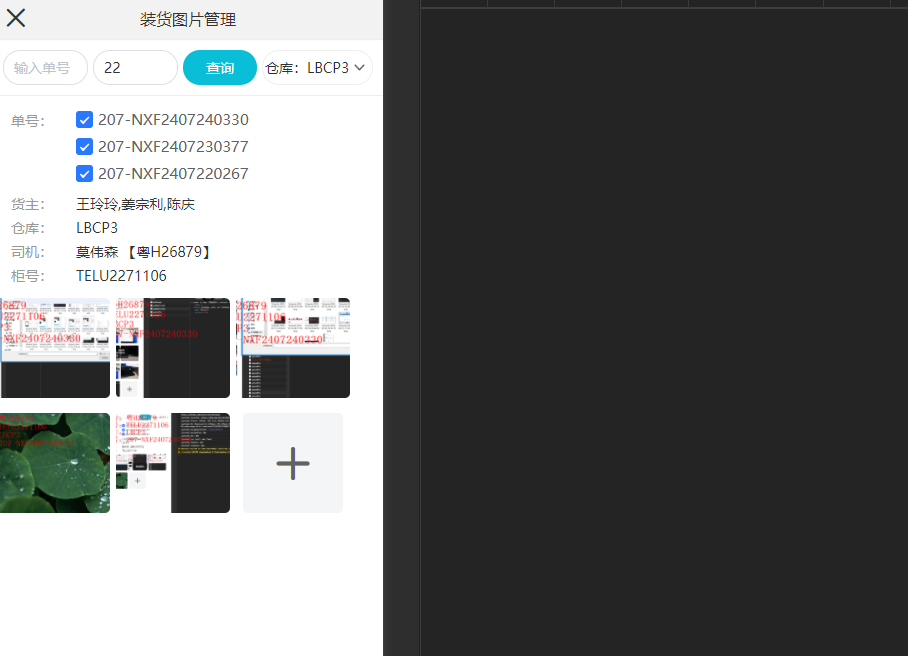 装货图片管理
输入单号 22 查询 仓库：LBCP3
单号： 207-NXF2407240330
207-NXF2407230377
207-NXF2407220267
货主： 王玲玲,姜宗利,陈庆
仓库： LBCP3
司机： 莫伟森 【粤H26879】
柜号： TELU2271106